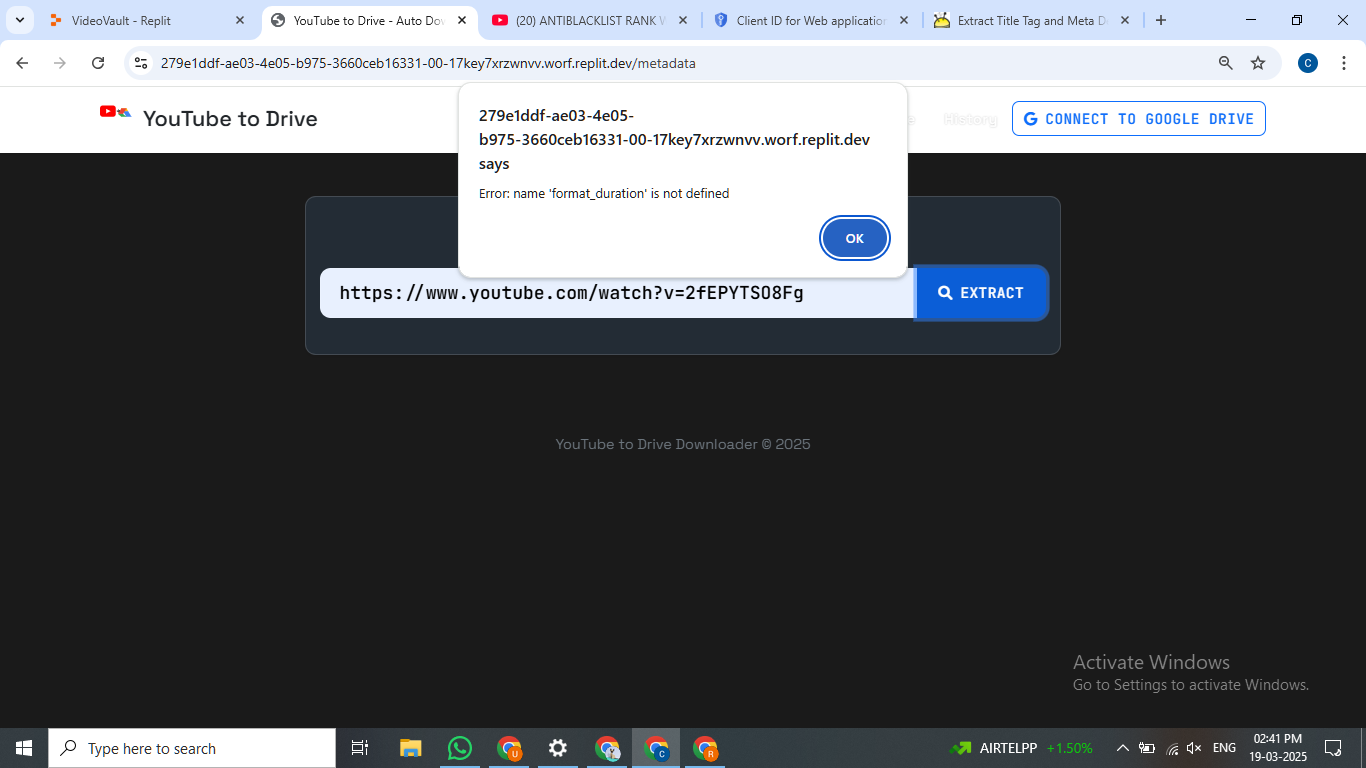 VideoVault - Replit
YouTube to Drive - Auto Dow
(20) ANTIBLACKLIST RANK
Client ID for Web application
Extract Title Tag and Meta D
279e1ddf-ae03-4e05-b975-3660ceb16331-00-17key7xrzwnvv.worf.replit.dev/metadata
C
YouTube to Drive
History
G CONNECT TO GOOGLE DRIVE
279e1ddf-ae03-4e05-
b975-3660ceb16331-00-17key7xrzwnvv.worf.replit.dev
says
Error: name 'format_duration' is not defined
OK
https://www.youtube.com/watch?v=2fEPYTSO8Fg
EXTRACT
YouTube to Drive Downloader © 2025
Activate Windows
Go to Settings to activate Windows.
Type here to search
U
Y
C
R
AIRTELPP +1.50%
ENG
02:41 PM
19-03-2025